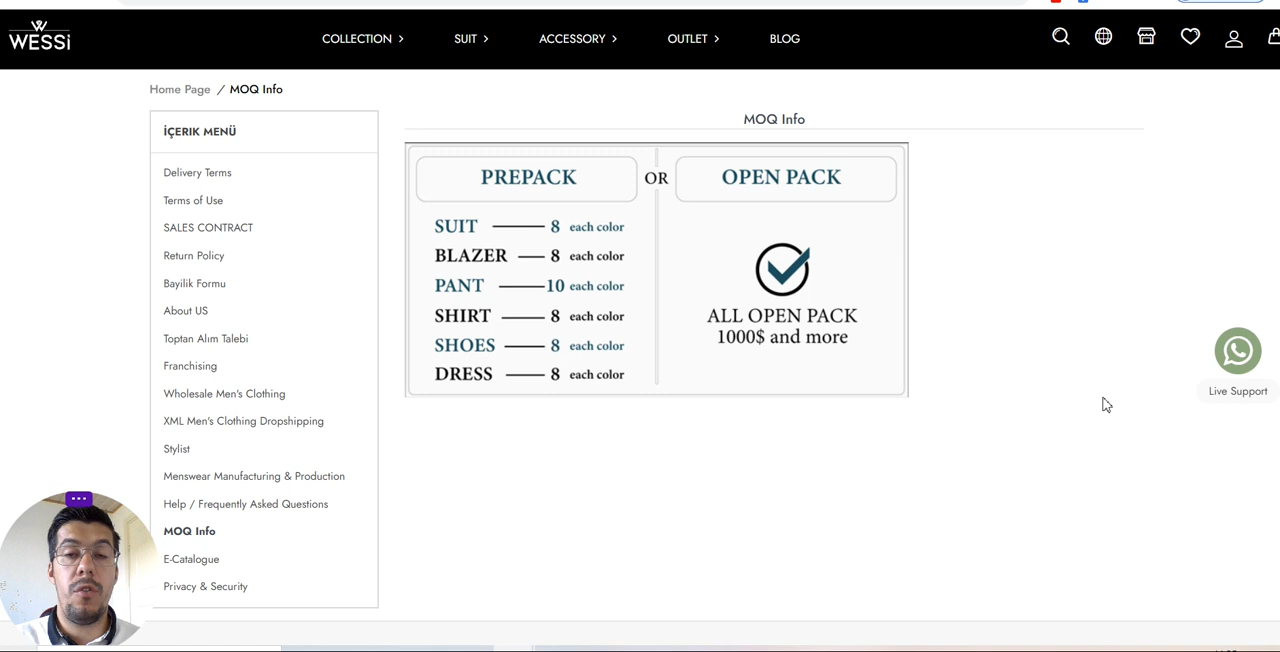 WESSi
COLLECTION
SUIT
ACCESSORY
OUTLET
BLOG
Home Page / MOQ Info
İÇERIK MENÜ
Delivery Terms
Terms of Use
SALES CONTRACT
Return Policy
Bayilik Formu
About US
Toptan Alım Talebi
Franchising
Wholesale Men's Clothing
XML Men's Clothing Dropshipping
Stylist
Menswear Manufacturing & Production
Help / Frequently Asked Questions
MOQ Info
E-Catalogue
Privacy & Security
MOQ Info
PREPACK
SUIT 8 each color
BLAZER 8 each color
PANT 10 each color
SHIRT 8 each color
SHOES 8 each color
DRESS 8 each color
OR
OPEN PACK
ALL OPEN PACK
1000$ and more
Live Support